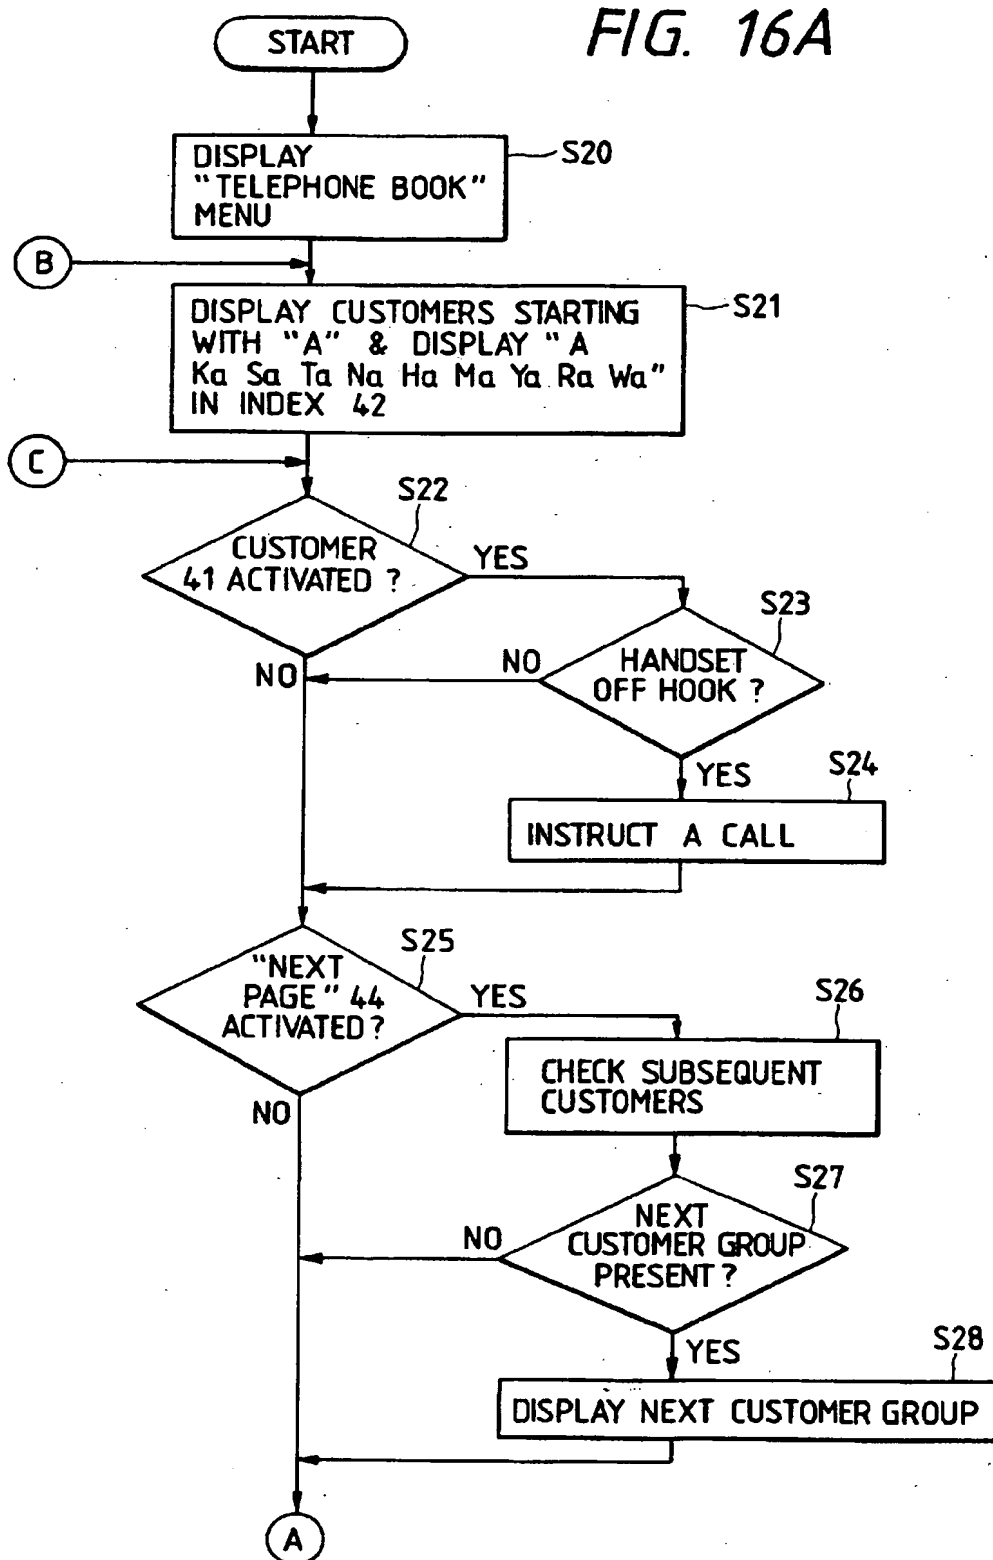 FIG. 16A
START
DISPLAY
"TELEPHONE BOOK"
MENU
S20
B
DISPLAY CUSTOMERS STARTING
WITH "A" & DISPLAY "A
Ka Sa Ta Na Ha Ma Ya Ra Wa"
IN INDEX 42
S21
C
S22
CUSTOMER
41 ACTIVATED ?
YES
NO
S23
HANDSET
OFF HOOK ?
NO
YES
S24
INSTRUCT A CALL
S25
"NEXT
PAGE" 44
ACTIVATED ?
YES
NO
S26
CHECK SUBSEQUENT
CUSTOMERS
S27
NEXT
CUSTOMER GROUP
PRESENT ?
NO
YES
S28
DISPLAY NEXT CUSTOMER GROUP
A